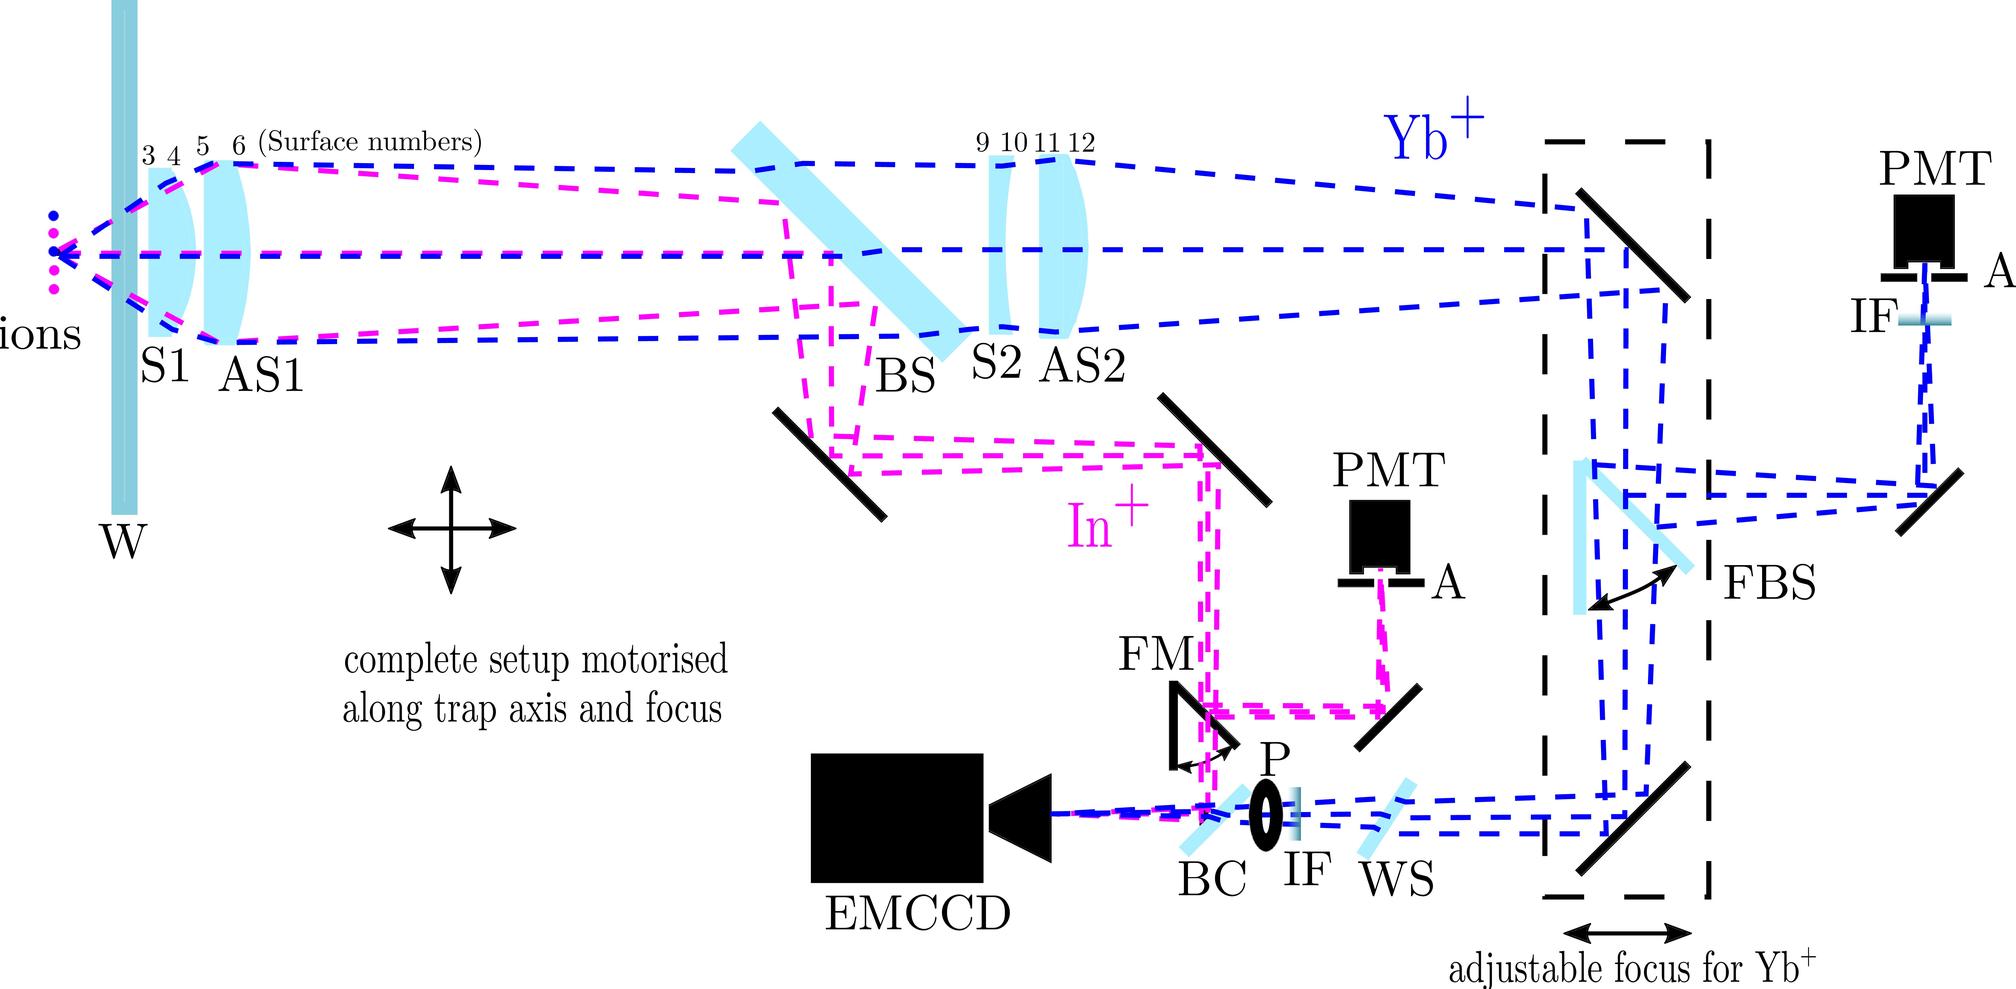 Yb+
3 4 5 6 (Surface numbers)
9 10 11 12
PMT
A
IF
ions
S1
AS1
BS
S2
AS2
W
In+
PMT
A
FBS
complete setup motorised
along trap axis and focus
FM
P
EMCCD
BC
IF
WS
adjustable focus for Yb+